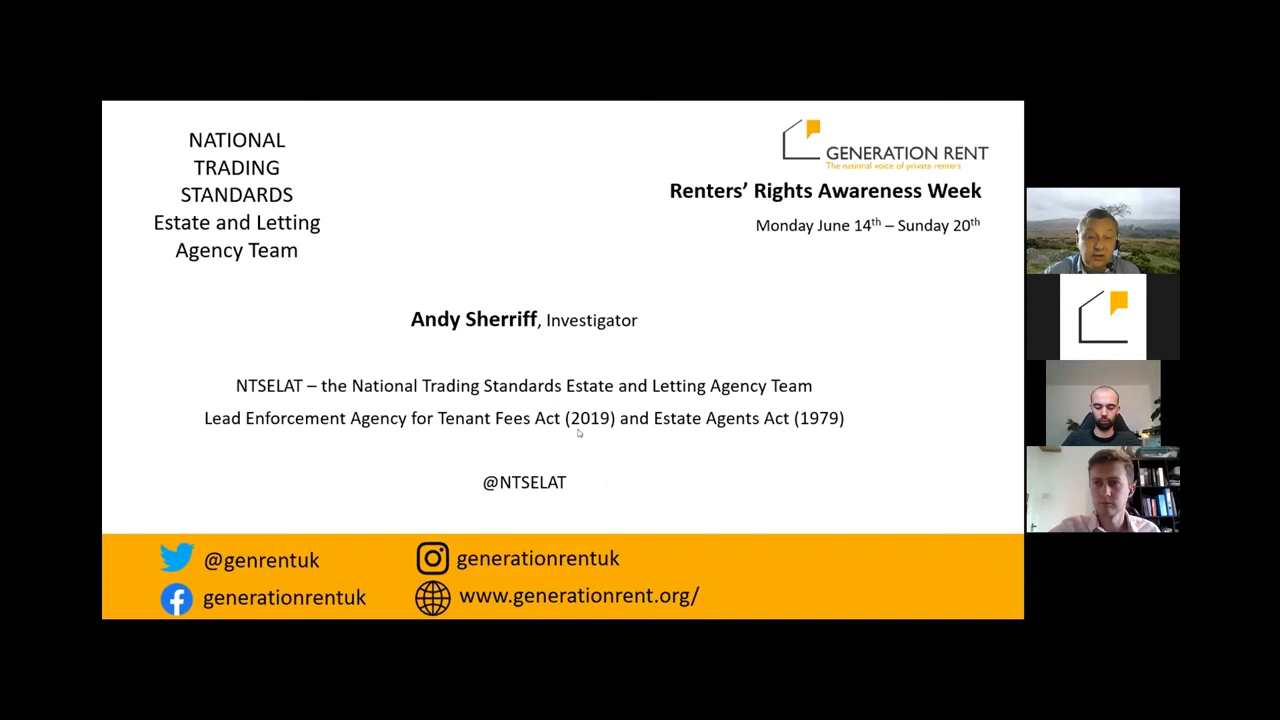 NATIONAL
TRADING
STANDARDS
Estate and Letting
Agency Team
GENERATION RENT
The national voice of private renters
Renters’ Rights Awareness Week
Monday June 14th – Sunday 20th
Andy Sherriff, Investigator
NTSELAT – the National Trading Standards Estate and Letting Agency Team
Lead Enforcement Agency for Tenant Fees Act (2019) and Estate Agents Act (1979)
@NTSELAT
@genrentuk
generationrentuk
generationrentuk
www.generationrent.org/